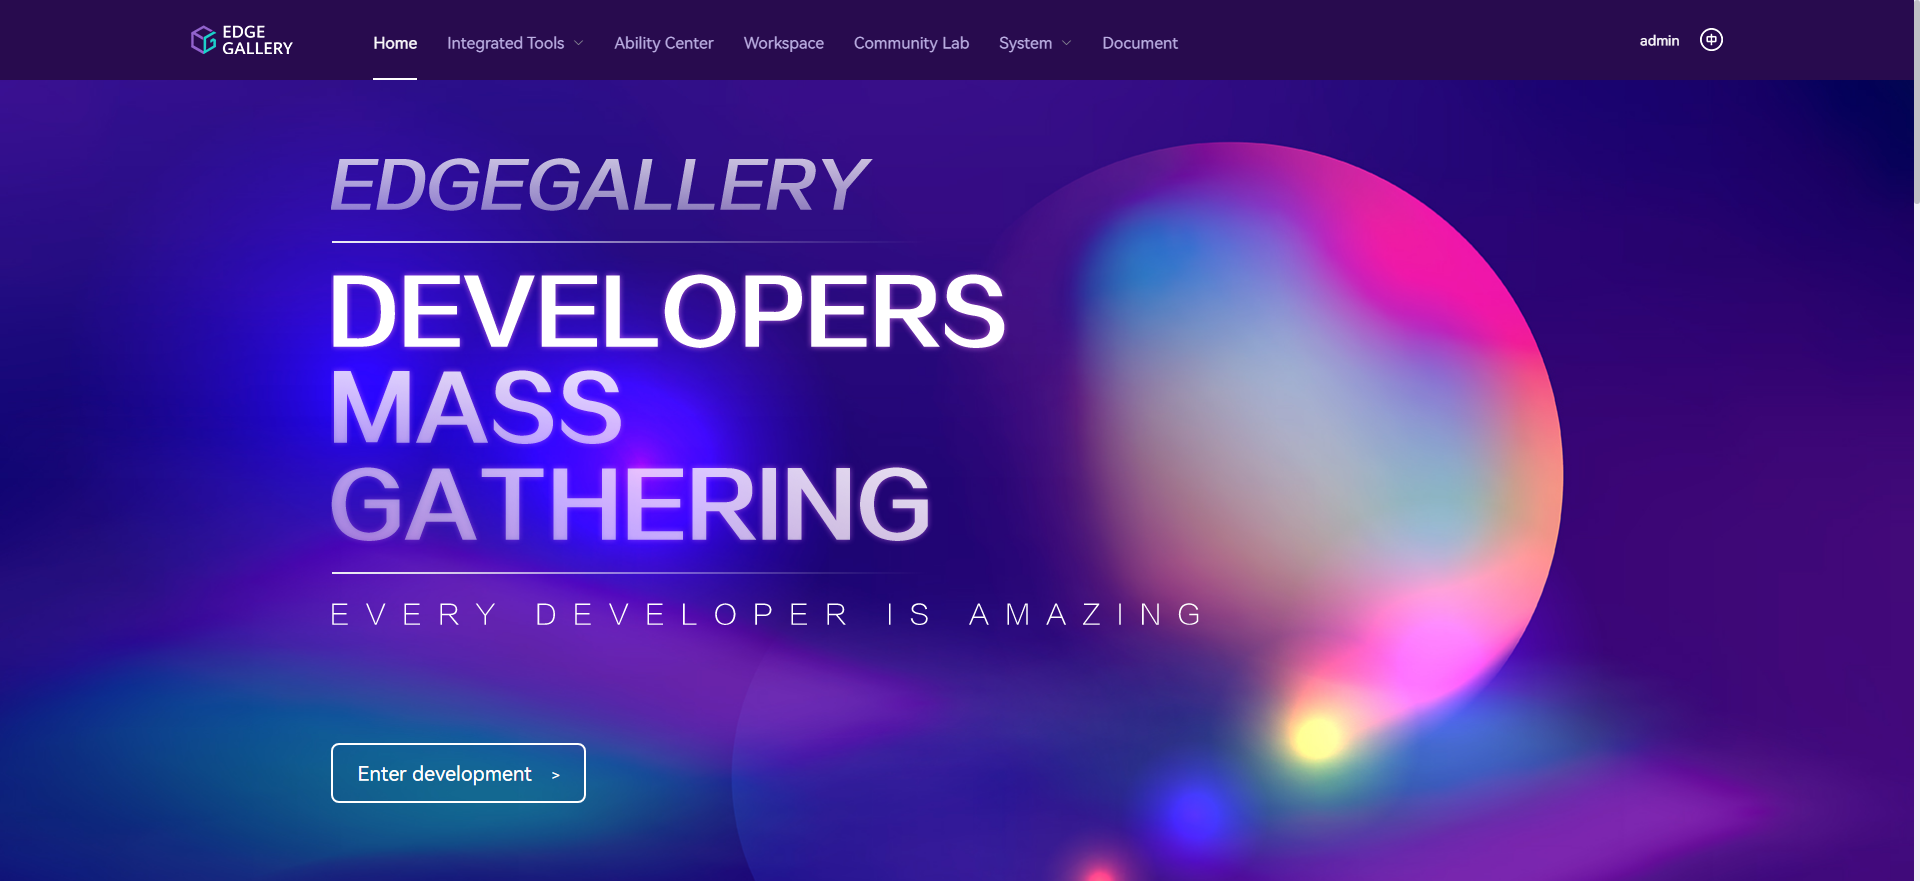 EDGE
GALLERY
Home Integrated Tools Ability Center Workspace Community Lab System Document
admin 中
EDGEGALLERY
DEVELOPERS
MASS
GATHERING
EVERY DEVELOPER IS AMAZING
Enter development >